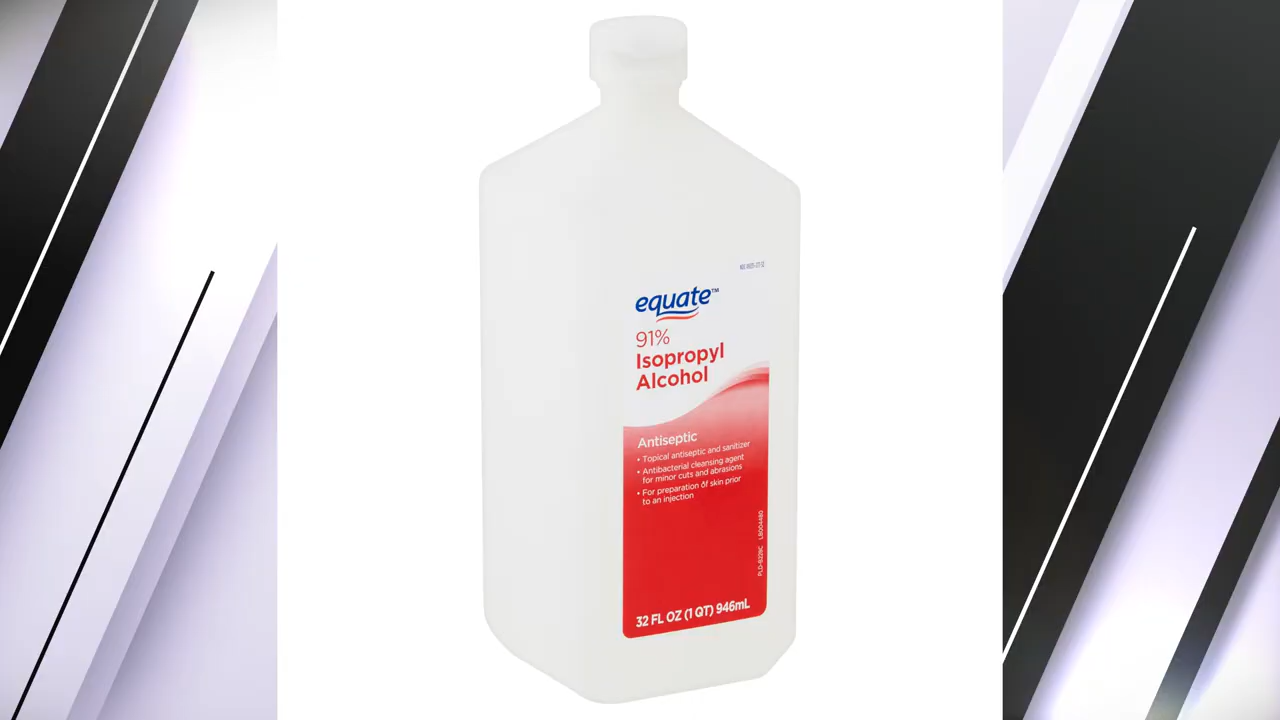 equate™
91%
Isopropyl
Alcohol
Antiseptic
• Topical antiseptic and sanitizer
• Antibacterial cleansing agent
for minor cuts and abrasions
• For preparation of skin prior
to an injection
32 FL OZ (1 QT) 946mL